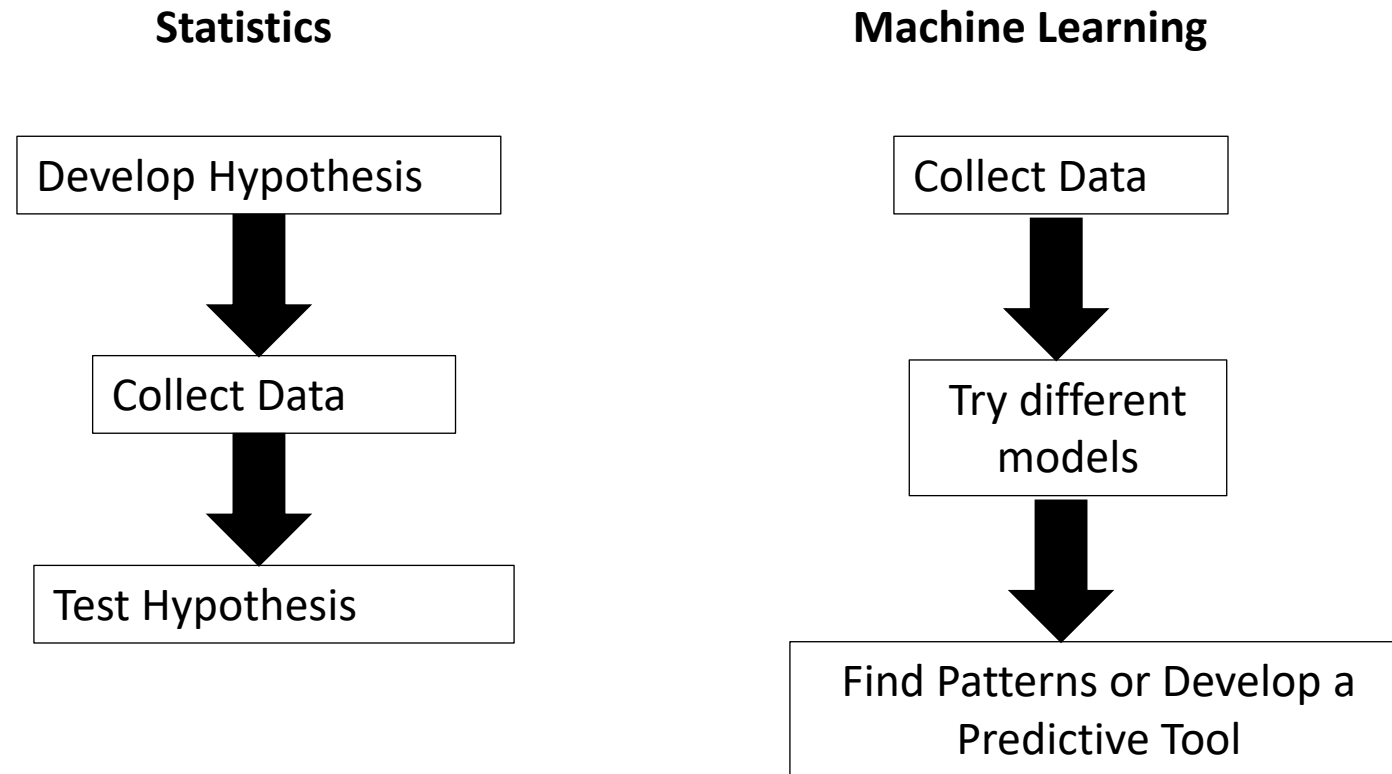 Statistics
Develop Hypothesis
Collect Data
Test Hypothesis
Machine Learning
Collect Data
Try different
models
Find Patterns or Develop a
Predictive Tool